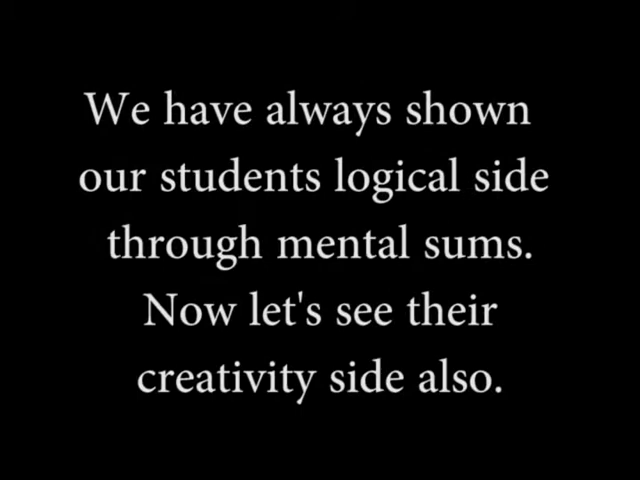 We have always shown
our students logical side
through mental sums.
Now let's see their
creativity side also.